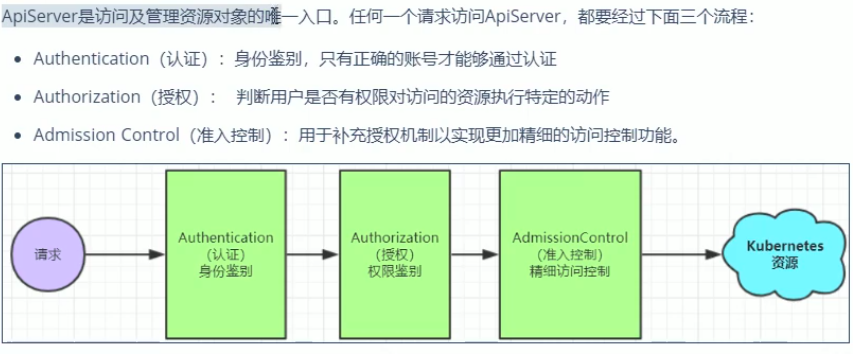 ApiServer是访问及管理资源对象的唯一入口。任何一个请求访问ApiServer，都要经过下面三个流程：
• Authentication（认证）：身份鉴别，只有正确的账号才能够通过认证
• Authorization（授权）： 判断用户是否有权限对访问的资源执行特定的动作
• Admission Control（准入控制）：用于补充授权机制以实现更加精细的访问控制功能。
请求
Authentication
（认证）
身份鉴别
Authorization
（授权）
权限鉴别
AdmissionControl
（准入控制）
精细访问控制
Kubernetes
资源